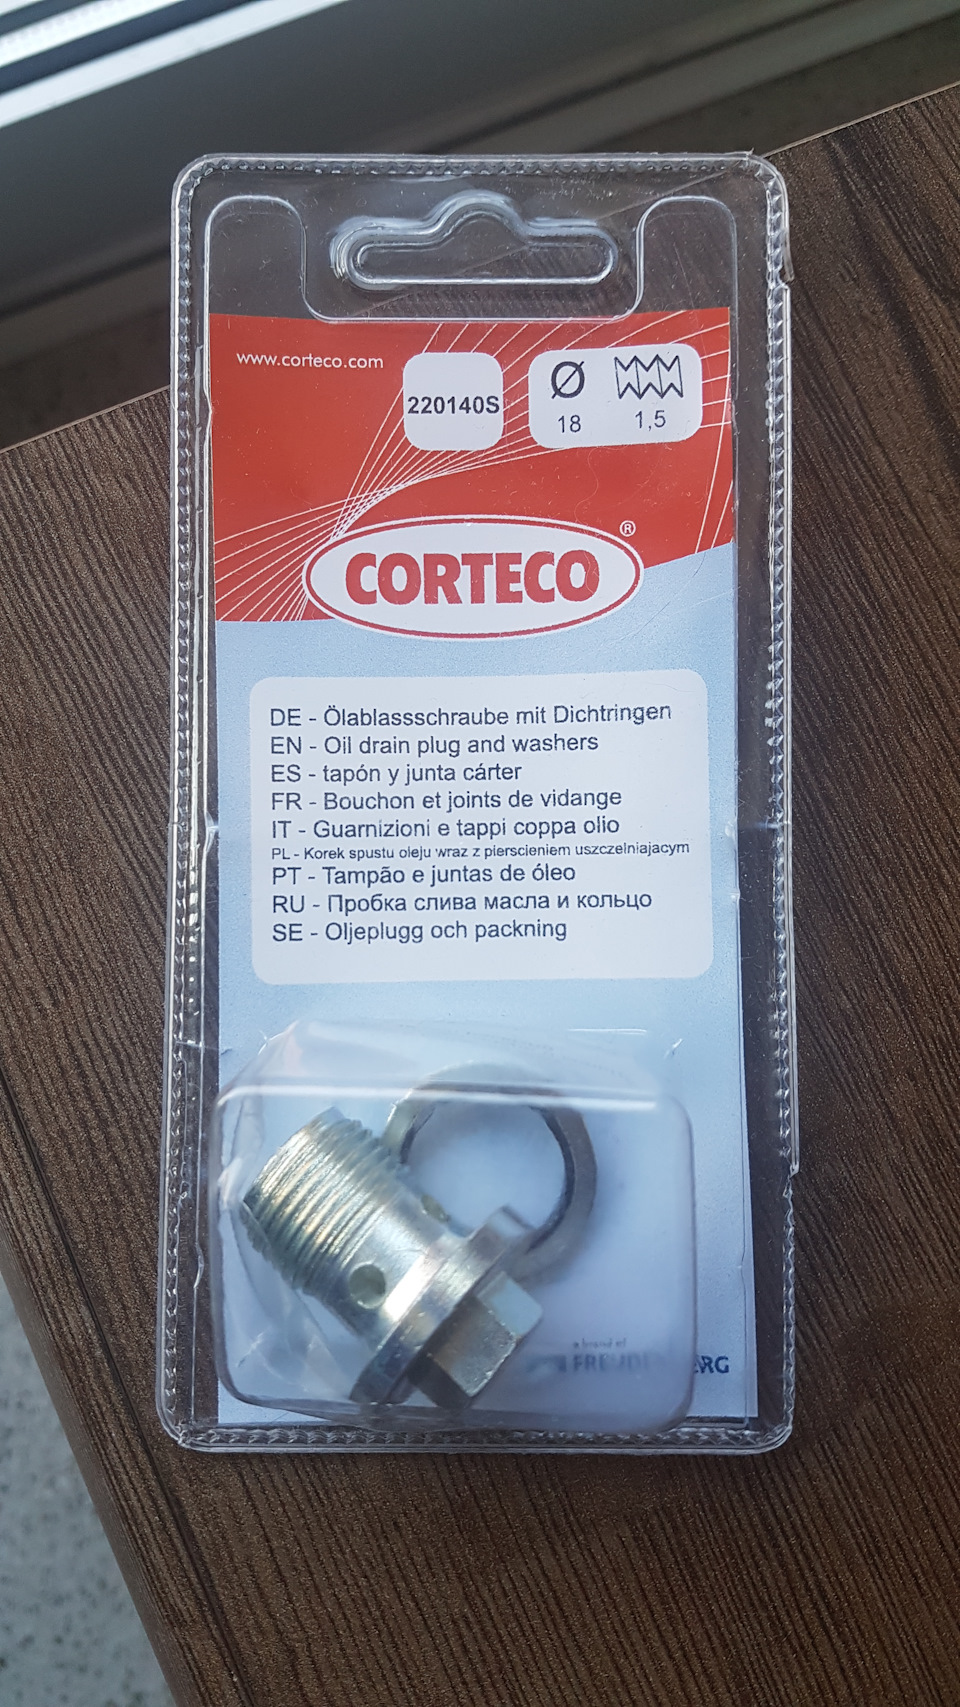 www.corteco.com
220140S
Ø
18 1,5
CORTECO®
DE - Ölablassschraube mit Dichtringen
EN - Oil drain plug and washers
ES - tapón y junta cárter
FR - Bouchon et joints de vidange
IT - Guarnizioni e tappi coppa olio
PL - Korek spustu oleju wraz z pierscieniem uszczelniajacym
PT - Tampão e juntas de óleo
RU - Пробка слива масла и кольцо
SE - Oljeplugg och packning
a brand of